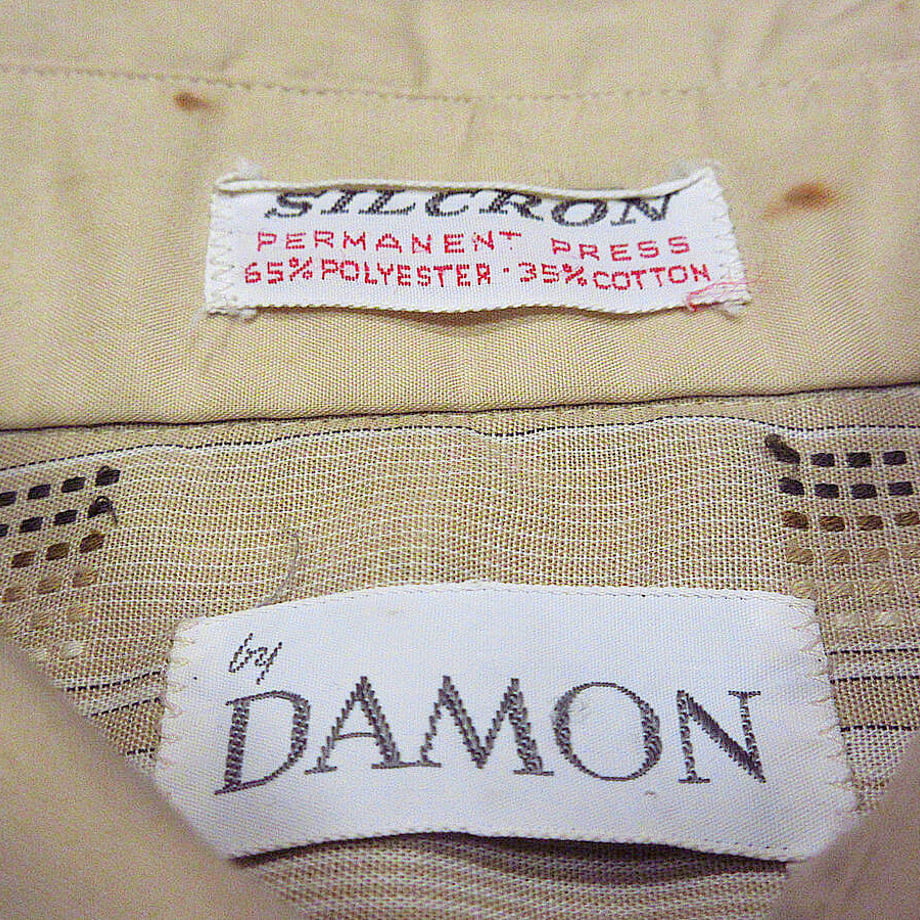 SILCRON
PERMANENT PRESS
65% POLYESTER · 35% COTTON
by
DAMON